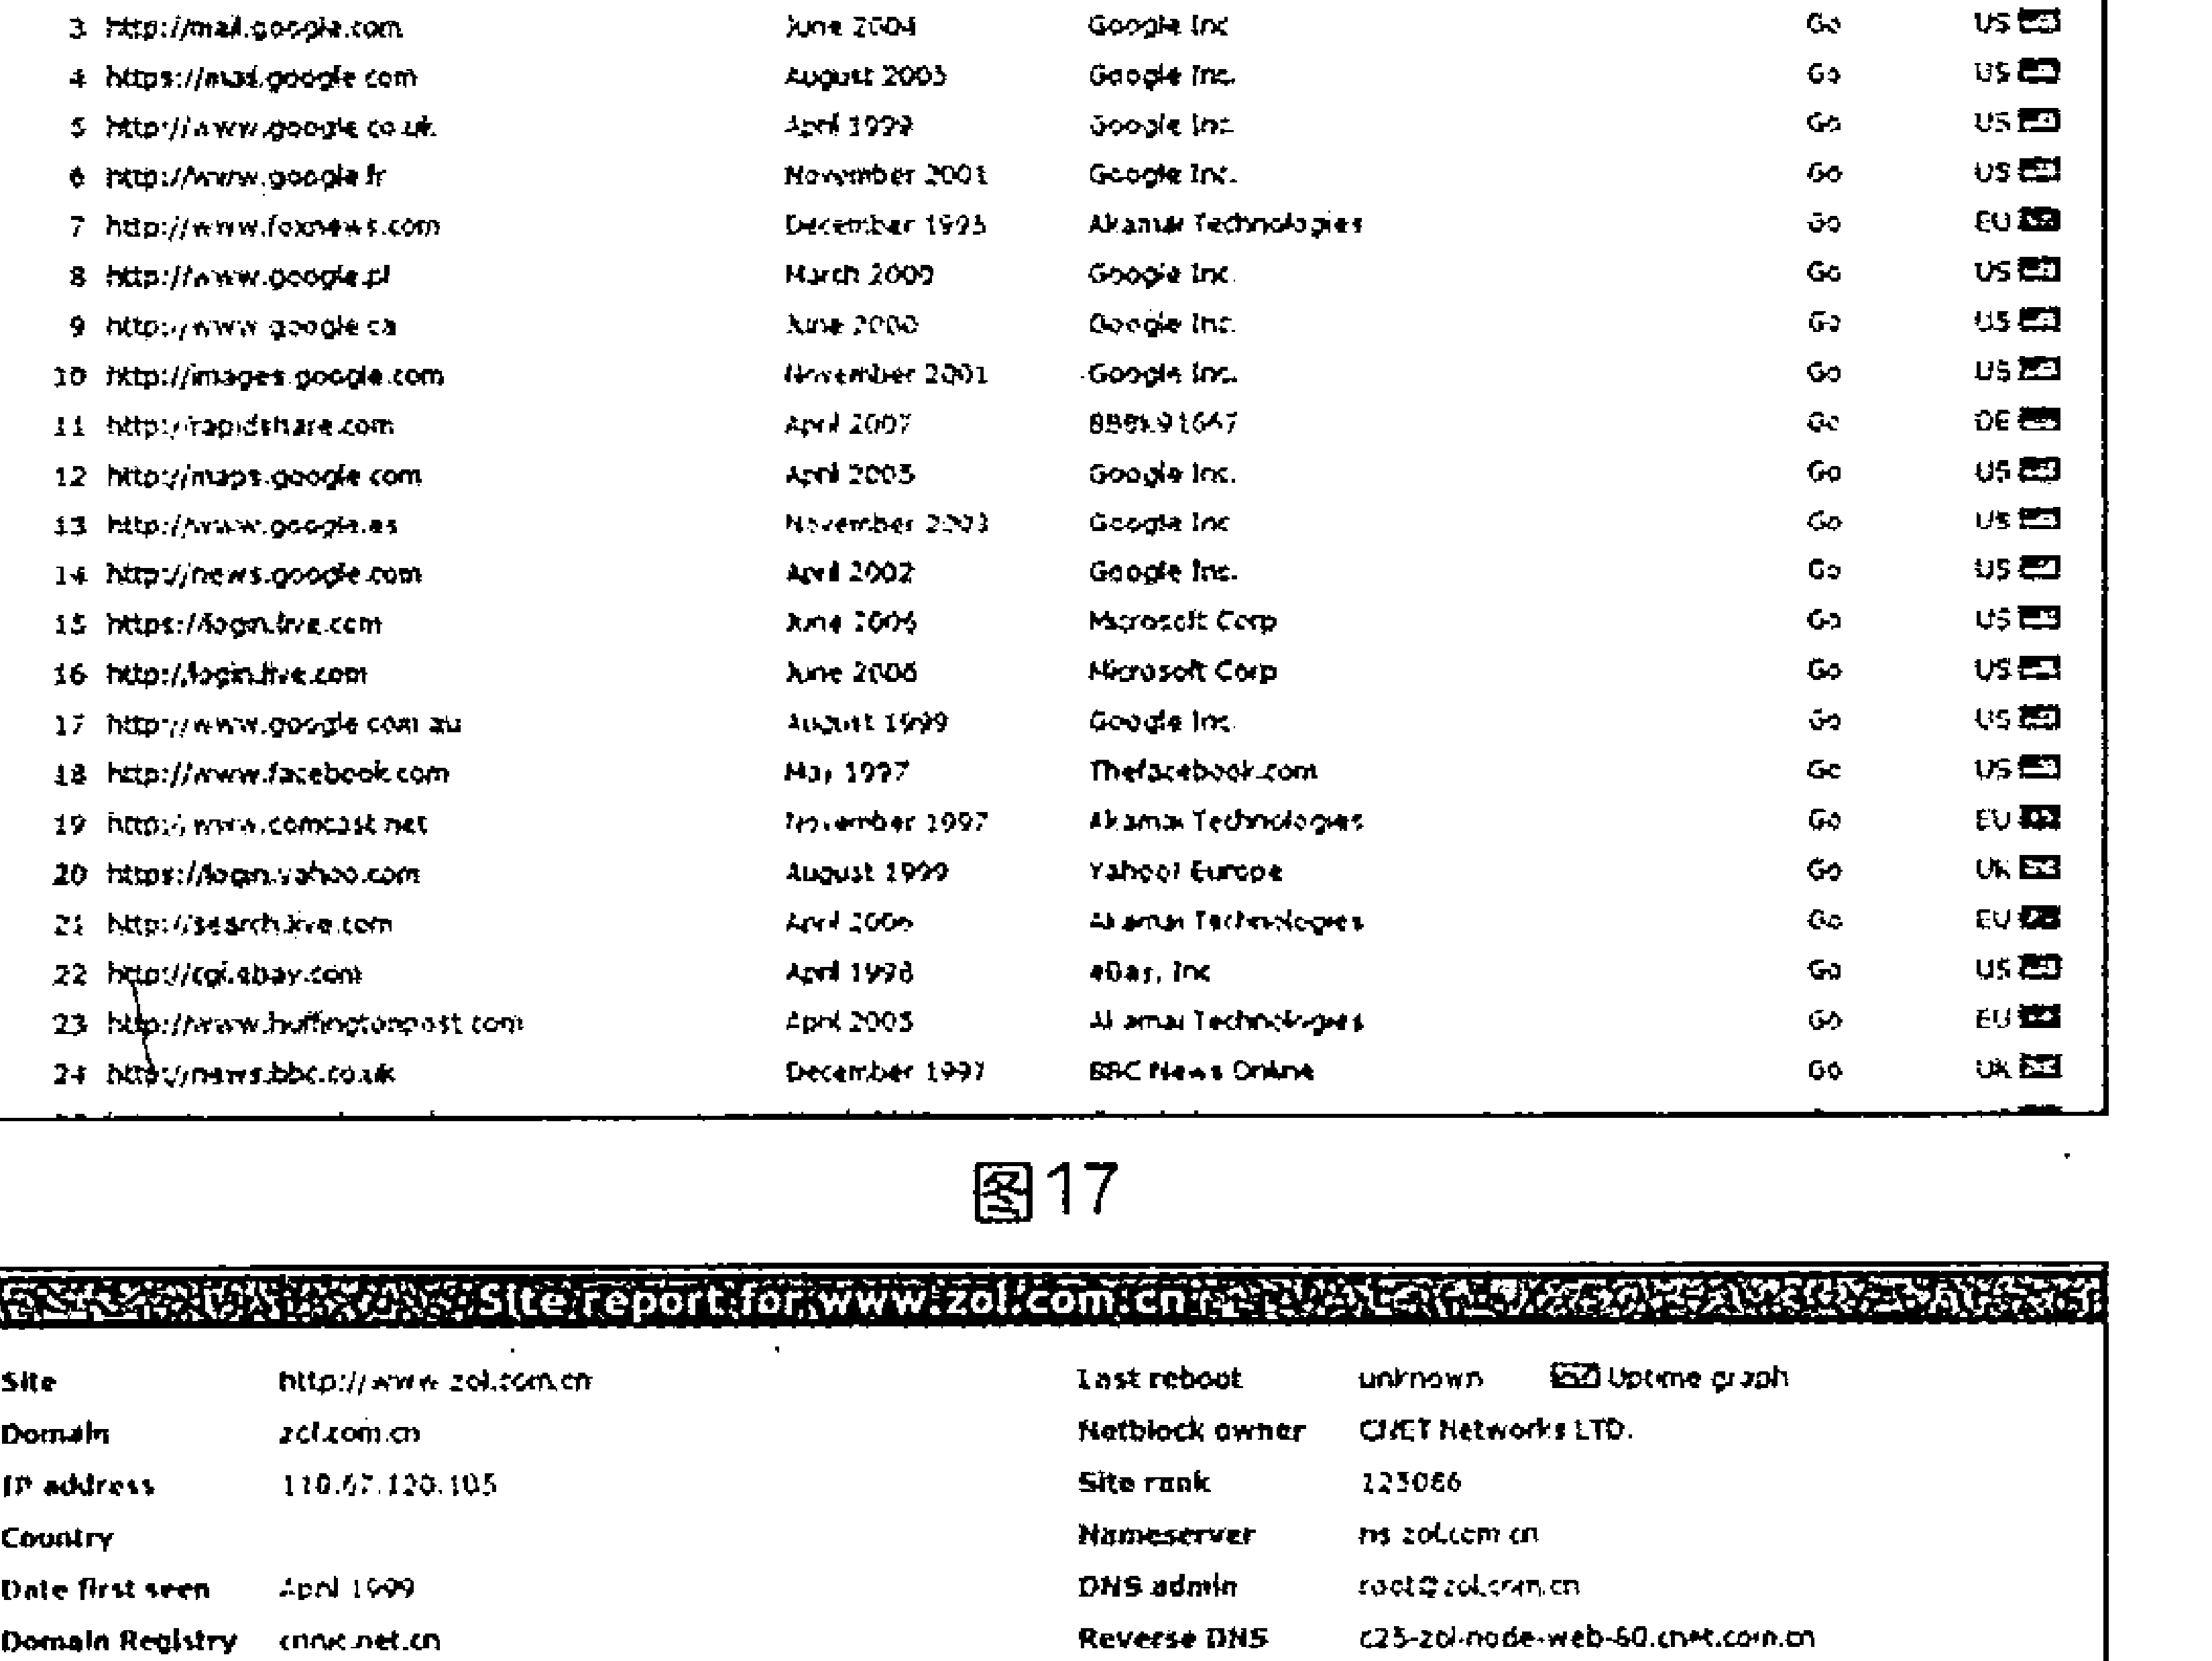 3 http://mail.google.com June 2004 Google Inc Go US
4 https://mail.google.com August 2005 Google Inc. Go US
5 http://www.google.co.uk April 1999 Google Inc. Go US
6 http://www.google.fr November 2001 Google Inc. Go US
7 http://www.foxnews.com December 1995 Akamai Technologies Go EU
8 http://www.google.pl March 2000 Google Inc. Go US
9 http://www.google.ca June 2000 Google Inc. Go US
10 http://images.google.com November 2001 Google Inc. Go US
11 http://rapidshare.com April 2007 Go DE
12 http://maps.google.com April 2005 Google Inc. Go US
13 http://www.google.es November 2003 Google Inc Go US
14 http://news.google.com April 2002 Google Inc. Go US
15 https://login.live.com June 2006 Microsoft Corp Go US
16 http://login.live.com June 2006 Microsoft Corp Go US
17 http://www.google.com.au August 1999 Google Inc. Go US
18 http://www.facebook.com May 1997 Thefacebook.com Go US
19 http://www.comcast.net November 1997 Akamai Technologies Go EU
20 https://login.yahoo.com August 1999 Yahoo! Europe Go UK
21 http://search.live.com April 2006 Akamai Technologies Go EU
22 http://cgi.ebay.com April 1998 eBay, Inc Go US
23 http://www.huffingtonpost.com April 2005 Akamai Technologies Go EU
24 http://news.bbc.co.uk December 1997 BBC News Online Go UK
图17
Site report for www.zol.com.cn
Site http://www.zol.com.cn Last reboot unknown Uptime graph
Domain zol.com.cn Netblock owner CNET Networks LTD.
IP address 110.67.120.105 Site rank 123086
Country Nameserver ns.zol.com.cn
Date first seen April 1999 DNS admin root@zol.com.cn
Domain Registry cnnic.net.cn Reverse DNS c25-zol-node-web-60.cnet.com.cn